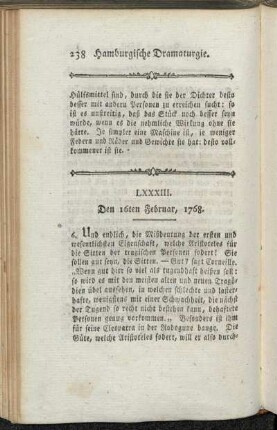 238 Hamburgische Dramaturgie.
Hülfsmittel sind, durch die sie der Dichter desto
besser mit andern Personen zu erreichen sucht: so
ist es unstreitig, daß das Stück noch besser seyn
würde, wenn es die nehmliche Wirkung ohne sie
hätte. Je simpler eine Maschine ist, je weniger
Federn und Räder und Gewichte sie hat: desto voll-
kommener ist sie.
LXXXIII.
Den 16ten Februar, 1768.
6. Und endlich, die Mißdeutung der ersten und
wesentlichsten Eigenschaft, welche Aristoteles für
die Sitten der tragischen Personen fodert! Sie
sollen gut seyn, die Sitten. — Gut? sagt Corneille.
„Wenn gut hier so viel als tugendhaft heissen soll:
„so wird es mit den meisten alten und neuen Tragö-
„dien übel aussehen, in welchen schlechte und laster-
„hafte, wenigstens mit einer Schwachheit, die nächst
„der Tugend so recht nicht bestehen kann, behaftete
„Personen genug vorkommen.„ Besonders ist ihm
für seine Cleopatra in der Rodogune bange. Die
Güte, welche Aristoteles fodert, will er also durch-